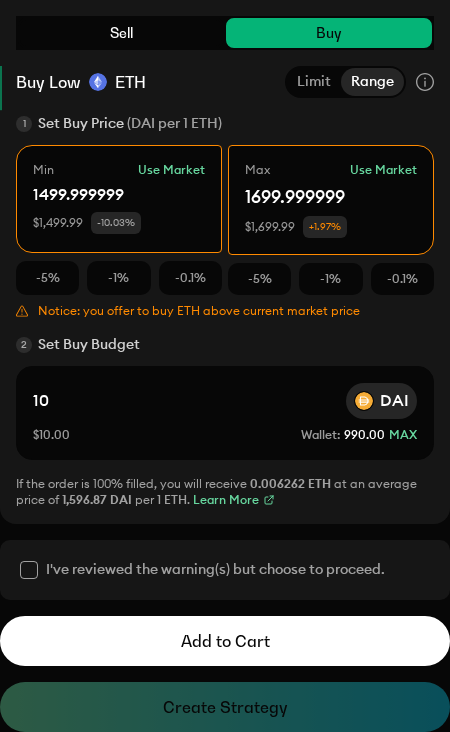 Sell
Buy
Buy Low ETH
Limit Range
1 Set Buy Price (DAI per 1 ETH)
Min Use Market
1499.999999
$1,499.99 -10.03%
Max Use Market
1699.999999
$1,699.99 +1.97%
-5% -1% -0.1%
-5% -1% -0.1%
Notice: you offer to buy ETH above current market price
2 Set Buy Budget
10 DAI
$10.00 Wallet: 990.00 MAX
If the order is 100% filled, you will receive 0.006262 ETH at an average
price of 1,596.87 DAI per 1 ETH. Learn More
I've reviewed the warning(s) but choose to proceed.
Add to Cart
Create Strategy